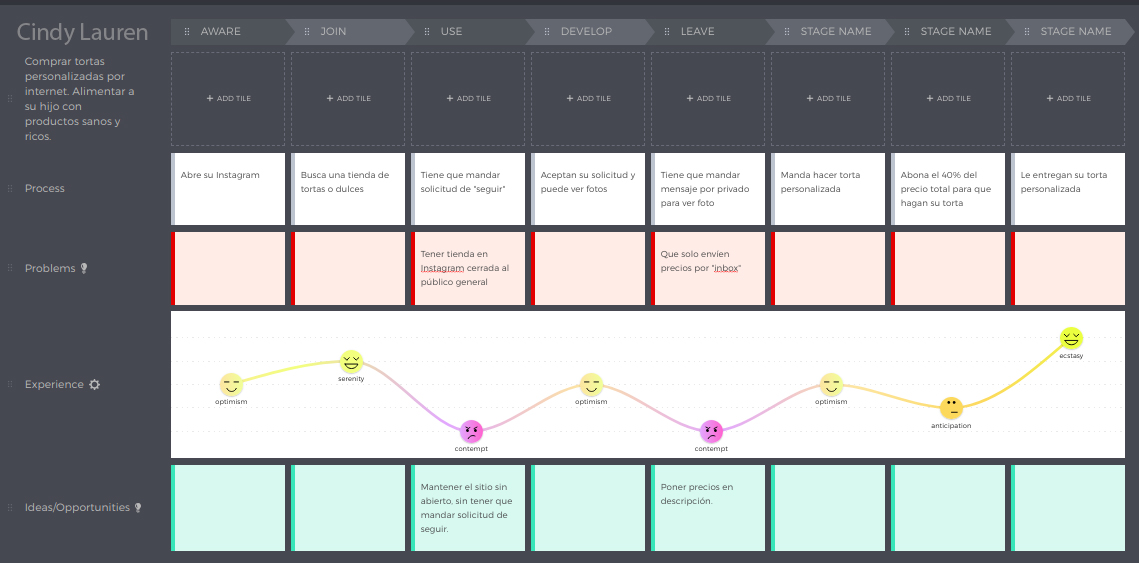 Cindy Lauren
AWARE
JOIN
USE
DEVELOP
LEAVE
STAGE NAME
STAGE NAME
STAGE NAME
Comprar tortas
personalizadas por
internet. Alimentar a
su hijo con
productos sanos y
ricos.
+ ADD TILE
+ ADD TILE
+ ADD TILE
+ ADD TILE
+ ADD TILE
+ ADD TILE
+ ADD TILE
+ ADD TILE
Process
Abre su Instagram
Busca una tienda de
tortas o dulces
Tiene que mandar
solicitud de "seguir"
Aceptan su solicitud y
puede ver fotos
Tiene que mandar
mensaje por privado
para ver foto
Manda hacer torta
personalizada
Abona el 40% del
precio total para que
hagan su torta
Le entregan su torta
personalizada
Problems
Tener tienda en
Instagram cerrada al
público general
Que solo envíen
precios por "inbox"
Experience
optimism
serenity
contempt
optimism
contempt
optimism
anticipation
ecstasy
Ideas/Opportunities
Mantener el sitio sin
abierto, sin tener que
mandar solicitud de
seguir.
Poner precios en
descripción.